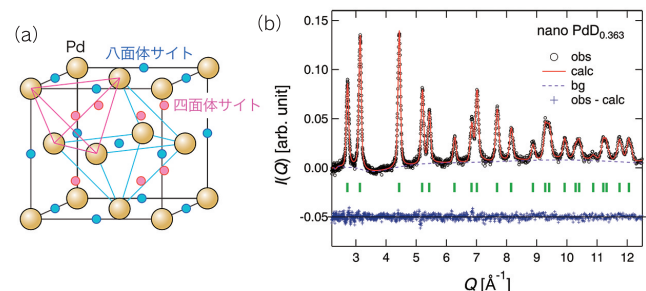 (a)
Pd
八面体サイト
四面体サイト
(b)
nano PdD0.363
obs
calc
bg
obs - calc
I(Q) [arb. unit]
0.15
0.10
0.05
0.00
-0.05
3 4 5 6 7 8 9 10 11 12
Q [Å-1]